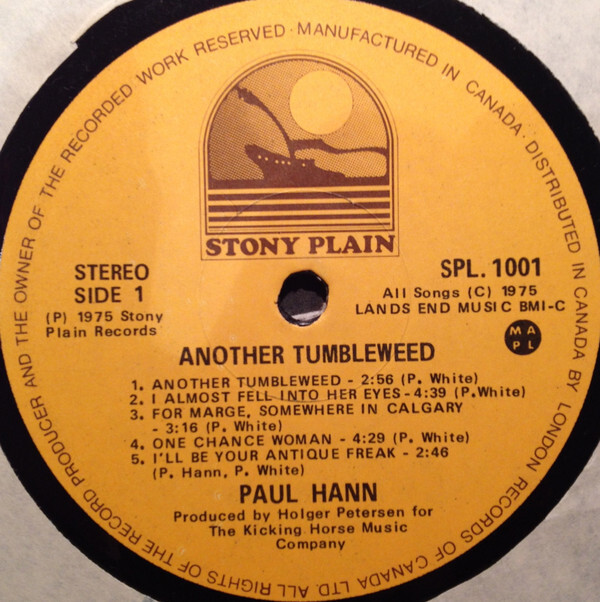 ALL RIGHTS OF THE RECORD PRODUCER AND THE OWNER OF THE RECORDED WORK RESERVED · MANUFACTURED IN CANADA · DISTRIBUTED IN CANADA BY LONDON RECORDS OF CANADA LTD.
STONY PLAIN
STEREO
SIDE 1
(P) 1975 Stony
Plain Records
SPL. 1001
All Songs (C) 1975
LANDS END MUSIC BMI-C
M A
P L
ANOTHER TUMBLEWEED
1. ANOTHER TUMBLEWEED - 2:56 (P. White)
2. I ALMOST FELL INTO HER EYES - 4:39 (P.White)
3. FOR MARGE, SOMEWHERE IN CALGARY
- 3:16 (P. White)
4. ONE CHANCE WOMAN - 4:29 (P. White)
5. I'LL BE YOUR ANTIQUE FREAK - 2:46
(P. Hann, P. White)
PAUL HANN
Produced by Holger Petersen for
The Kicking Horse Music
Company